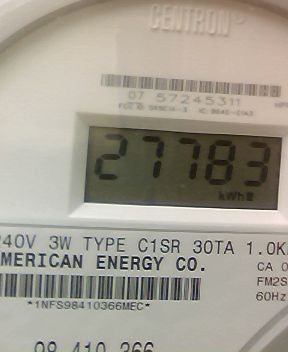 CENTRON®
07 57245311
27783
kWh
240V 3W TYPE C1SR 30TA 1.0K
MERICAN ENERGY CO.
CA 0
FM2S
60Hz
*1NFS98410366MEC*
98 410 366